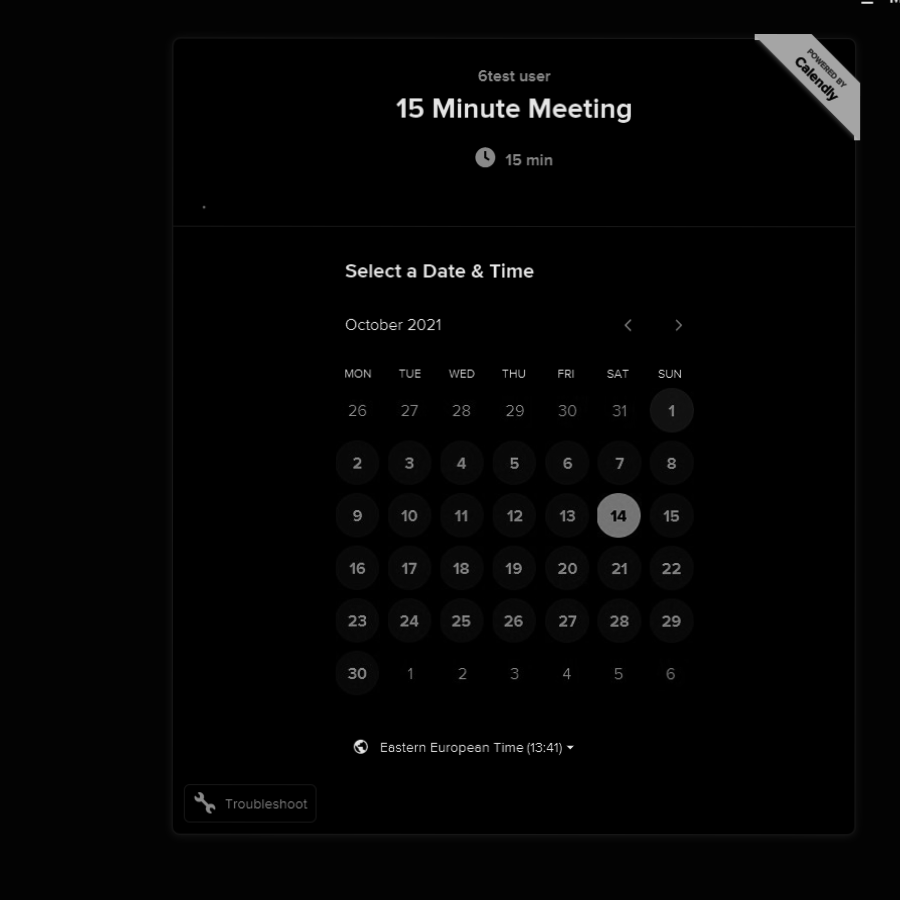 POWERED BY
Calendly
6test user
15 Minute Meeting
15 min
Select a Date & Time
October 2021
MON TUE WED THU FRI SAT SUN
26 27 28 29 30 31 1
2 3 4 5 6 7 8
9 10 11 12 13 14 15
16 17 18 19 20 21 22
23 24 25 26 27 28 29
30 1 2 3 4 5 6
Eastern European Time (13:41)
Troubleshoot